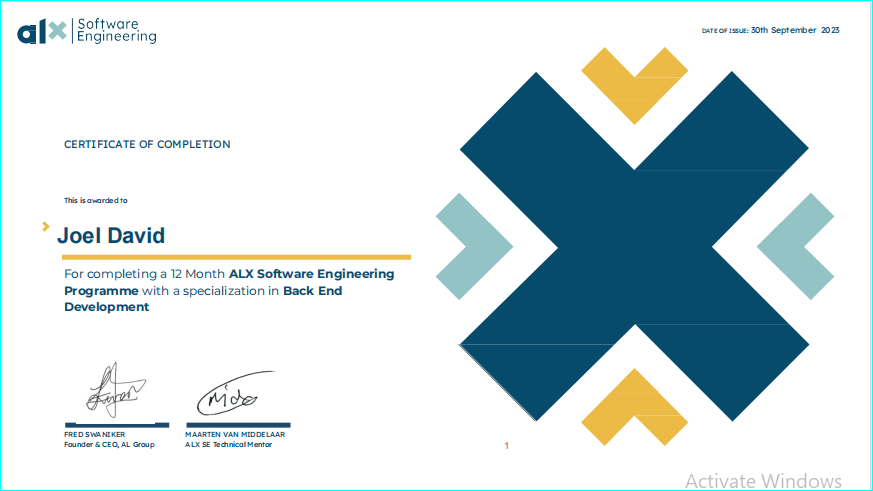 alx Software
Engineering
DATE OF ISSUE: 30th September 2023
CERTIFICATE OF COMPLETION
This is awarded to
Joel David
For completing a 12 Month ALX Software Engineering
Programme with a specialization in Back End
Development
FRED SWANIKER
Founder & CEO, AL Group
MAARTEN VAN MIDDELAAR
ALX SE Technical Mentor
1
Activate Windows